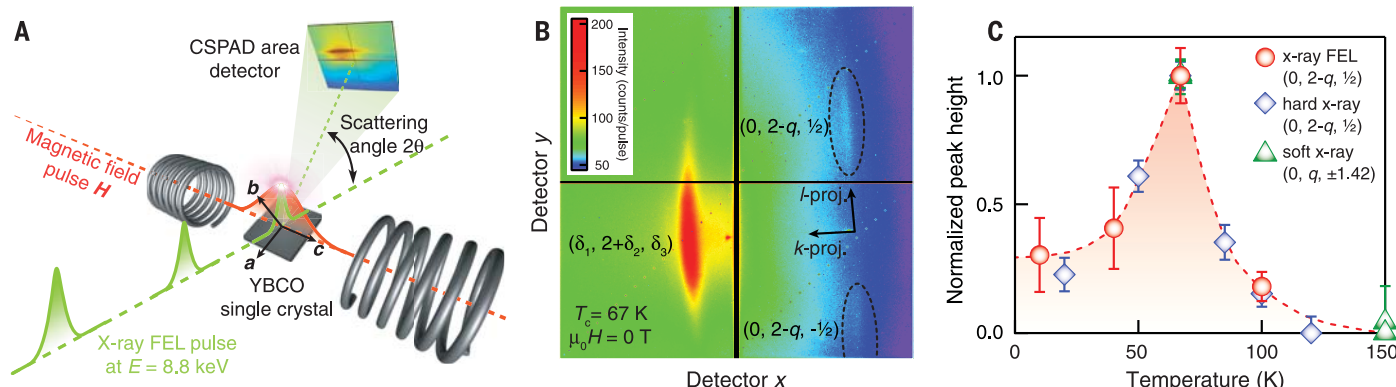 A
CSPAD area
detector
Scattering
angle 2θ
Magnetic field
pulse H
b
a
c
YBCO
single crystal
X-ray FEL pulse
at E = 8.8 keV
B
200
150
100
50
Intensity (counts/pulse)
(0, 2-q, ½)
l-proj.
k-proj.
(δ1, 2+δ2, δ3)
Tc = 67 K
μ0H = 0 T
(0, 2-q, -½)
Detector y
Detector x
C
x-ray FEL
(0, 2-q, ½)
hard x-ray
(0, 2-q, ½)
soft x-ray
(0, q, ±1.42)
Normalized peak height
1.0
0.5
0.0
0
50
100
150
Temperature (K)